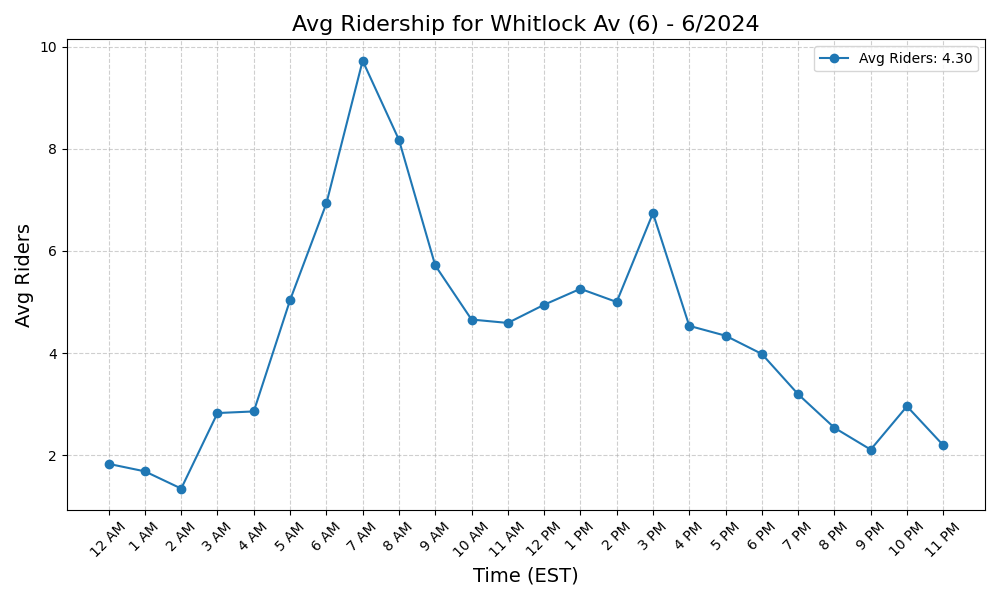 Avg Ridership for Whitlock Av (6) - 6/2024
Avg Riders: 4.30
Avg Riders
10
8
6
4
2
12 AM
1 AM
2 AM
3 AM
4 AM
5 AM
6 AM
7 AM
8 AM
9 AM
10 AM
11 AM
12 PM
1 PM
2 PM
3 PM
4 PM
5 PM
6 PM
7 PM
8 PM
9 PM
10 PM
11 PM
Time (EST)